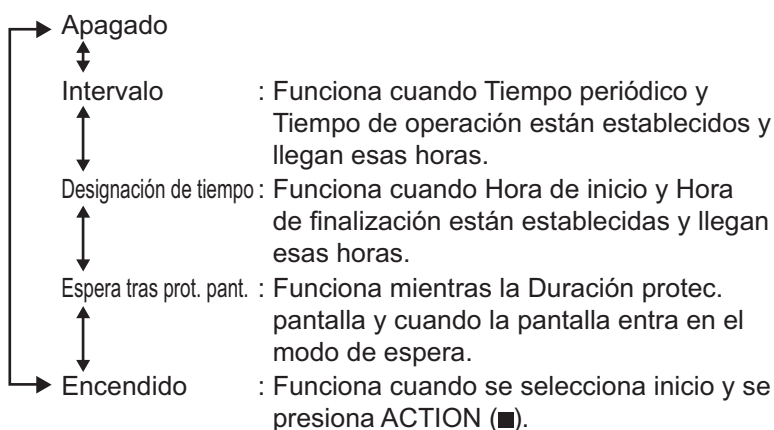 Apagado
Intervalo : Funciona cuando Tiempo periódico y
Tiempo de operación están establecidos y
llegan esas horas.
Designación de tiempo : Funciona cuando Hora de inicio y Hora
de finalización están establecidas y llegan
esas horas.
Espera tras prot. pant. : Funciona mientras la Duración protec.
pantalla y cuando la pantalla entra en el
modo de espera.
Encendido : Funciona cuando se selecciona inicio y se
presiona ACTION (■).